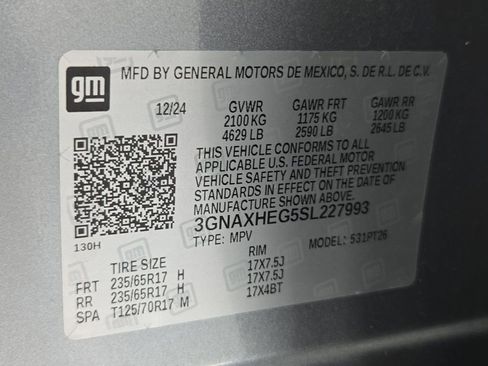 gm MFD BY GENERAL MOTORS DE MEXICO, S. DE R.L. DE C.V.
12/24 GVWR GAWR FRT GAWR RR
2100 KG 1175 KG 1200 KG
4629 LB 2590 LB 2645 LB
THIS VEHICLE CONFORMS TO ALL
APPLICABLE U.S. FEDERAL MOTOR
VEHICLE SAFETY AND THEFT PREVENTION
STANDARDS IN EFFECT ON THE DATE OF
MANUFACTURE SHOWN ABOVE.
3GNAXHEG5SL227993
130H TYPE: MPV MODEL: 531PT26
TIRE SIZE RIM
FRT 235/65R17 H 17X7.5J
RR 235/65R17 H 17X7.5J
SPA T125/70R17 M 17X4BT